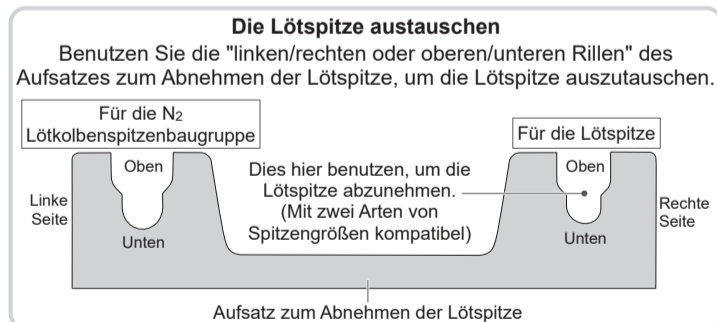 Die Lötspitze austauschen
Benutzen Sie die "linken/rechten oder oberen/unteren Rillen" des
Aufsatzes zum Abnehmen der Lötspitze, um die Lötspitze auszutauschen.
Für die N2
Lötkolbenspitzenbaugruppe
Für die Lötspitze
Oben
Dies hier benutzen, um die
Lötspitze abzunehmen.
(Mit zwei Arten von
Spitzengrößen kompatibel)
Oben
Linke
Seite
Rechte
Seite
Unten
Unten
Aufsatz zum Abnehmen der Lötspitze